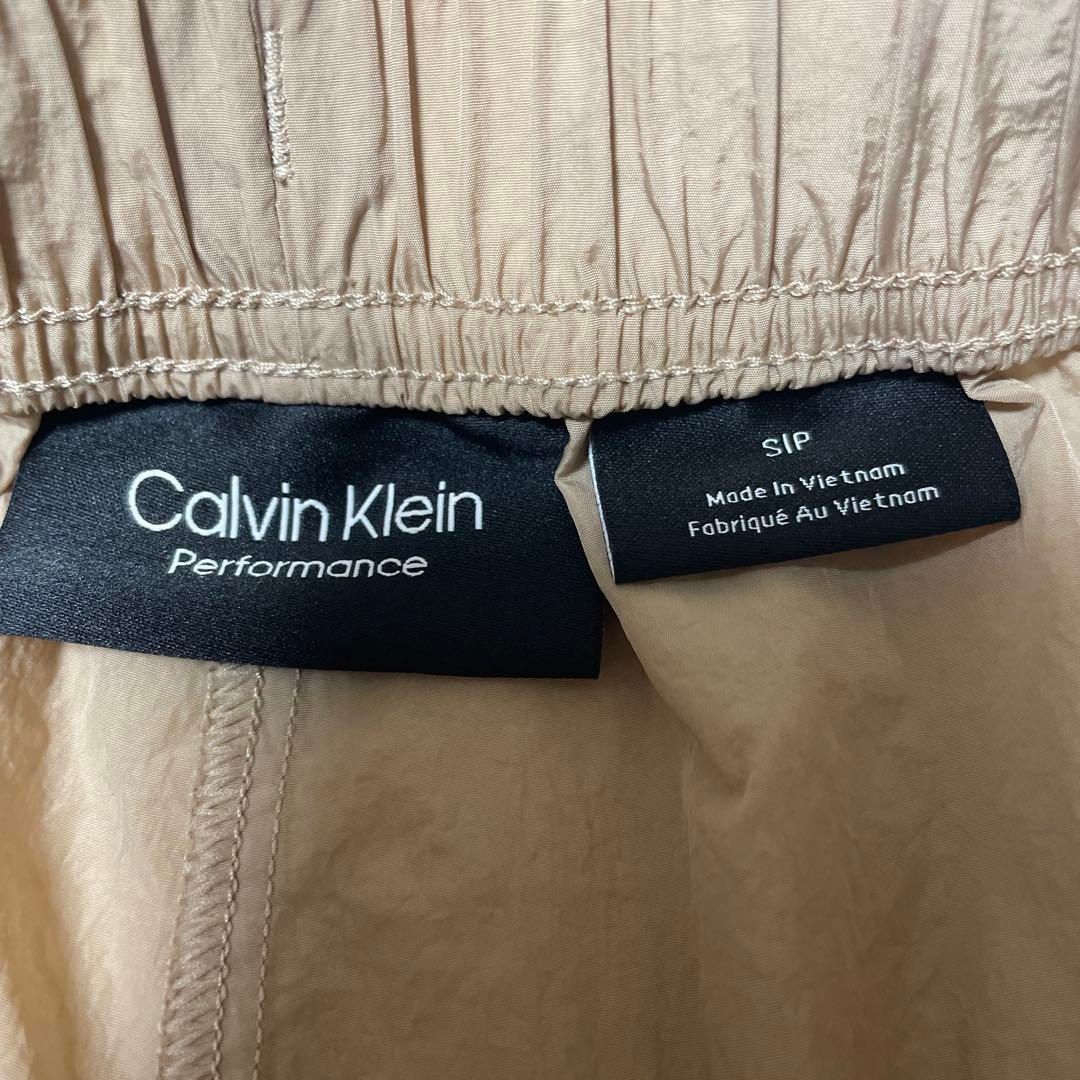 Calvin Klein
Performance
S|P
Made In Vietnam
Fabriqué Au Vietnam